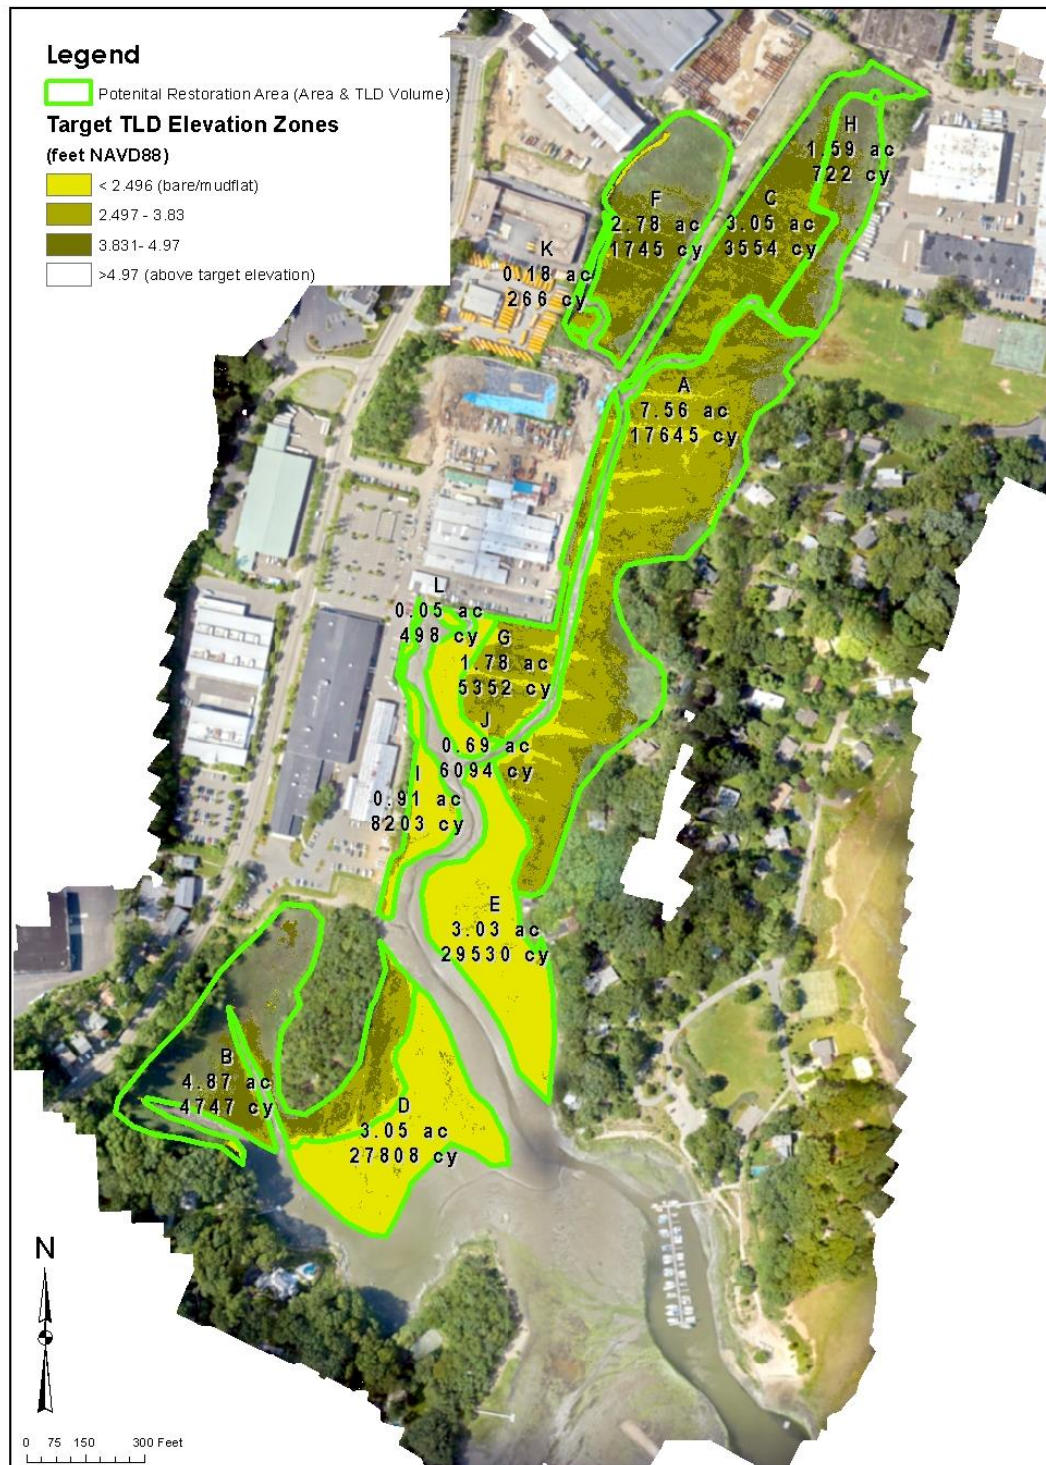 Legend
Potenital Restoration Area (Area & TLD Volume)
Target TLD Elevation Zones
(feet NAVD88)
< 2.496 (bare/mudflat)
2.497 - 3.83
3.831- 4.97
>4.97 (above target elevation)
H
1.59 ac
722 cy
F
2.78 ac
1745 cy
C
3.05 ac
3554 cy
K
0.18 ac
266 cy
A
7.56 ac
17645 cy
L
0.05 ac
498 cy
G
1.78 ac
5352 cy
J
0.69 ac
6094 cy
I
0.91 ac
8203 cy
E
3.03 ac
29530 cy
B
4.87 ac
4747 cy
D
3.05 ac
27808 cy
N
0 75 150 300 Feet